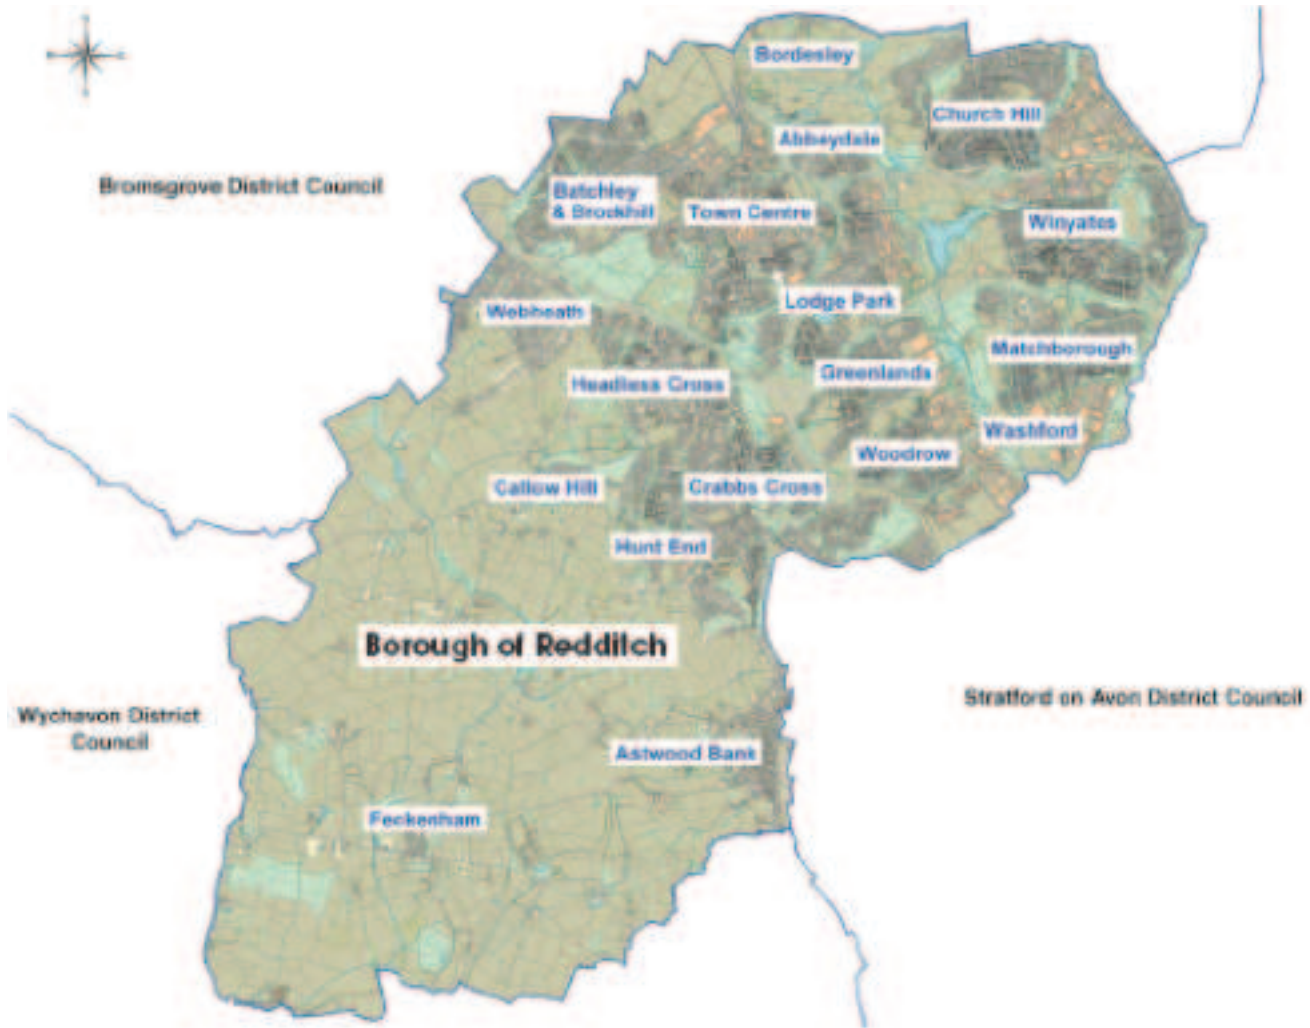 Bordesley
Church Hill
Abbeydale
Bromsgrove District Council
Batchley
& Brockhill
Town Centre
Winyates
Lodge Park
Webheath
Matchborough
Greenlands
Headless Cross
Washford
Woodrow
Callow Hill
Crabbs Cross
Hunt End
Borough of Redditch
Stratford on Avon District Council
Wychavon District
Council
Astwood Bank
Feckenham